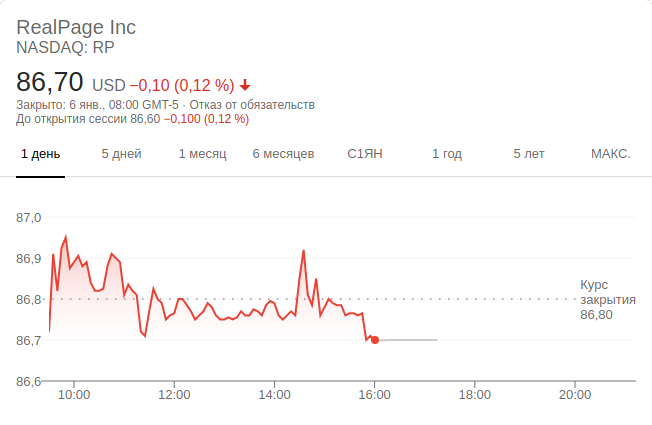 RealPage Inc
NASDAQ: RP
86,70 USD −0,10 (0,12 %)
Закрыто: 6 янв., 08:00 GMT-5 · Отказ от обязательств
До открытия сессии 86,60 −0,100 (0,12 %)
1 день 5 дней 1 месяц 6 месяцев С1ЯН 1 год 5 лет МАКС.
87,0
86,9
86,8
86,7
86,6
Курс
закрытия
86,80
10:00 12:00 14:00 16:00 18:00 20:00